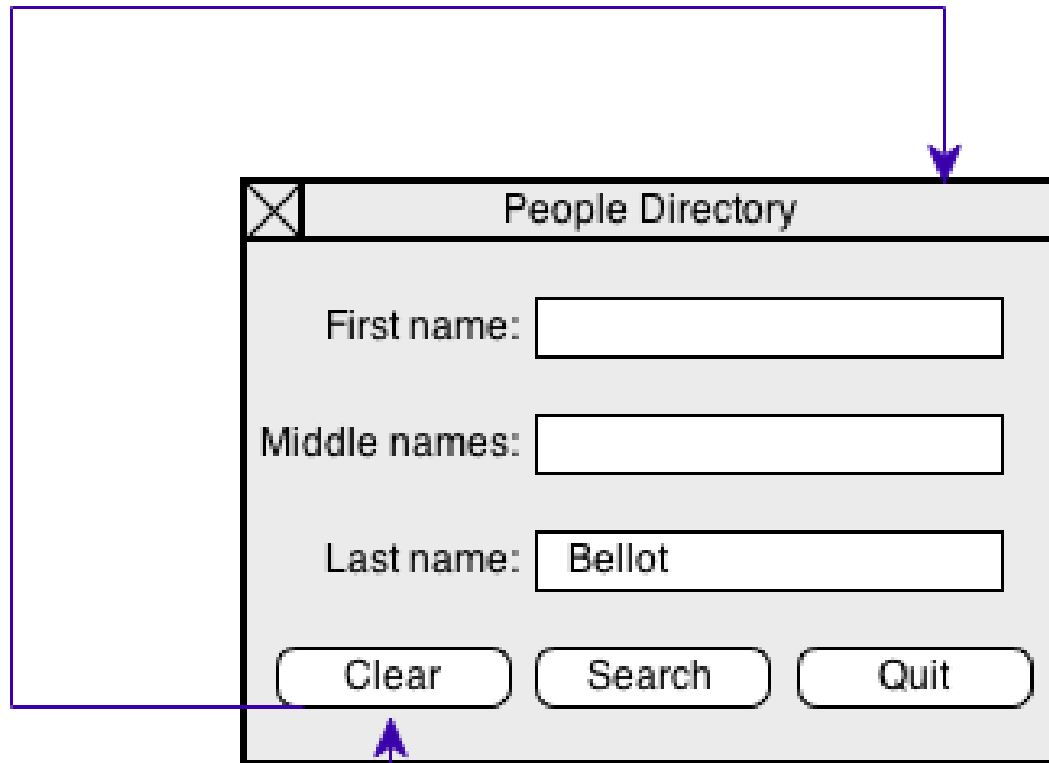 People Directory
First name:
Middle names:
Last name: Bellot
Clear Search Quit